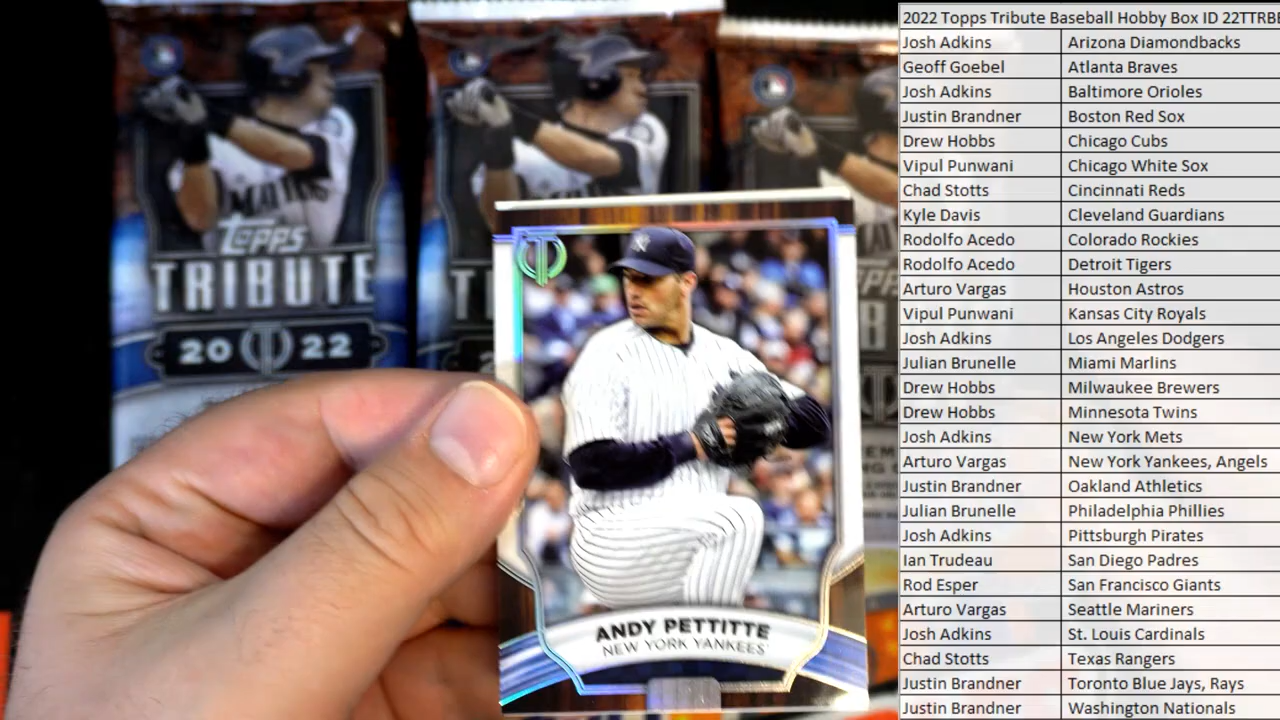 TOPPS
TRIBUTE
20 22
ANDY PETTITTE
NEW YORK YANKEES
2022 Topps Tribute Baseball Hobby Box ID 22TTRB
Josh Adkins Arizona Diamondbacks
Geoff Goebel Atlanta Braves
Josh Adkins Baltimore Orioles
Justin Brandner Boston Red Sox
Drew Hobbs Chicago Cubs
Vipul Punwani Chicago White Sox
Chad Stotts Cincinnati Reds
Kyle Davis Cleveland Guardians
Rodolfo Acedo Colorado Rockies
Rodolfo Acedo Detroit Tigers
Arturo Vargas Houston Astros
Vipul Punwani Kansas City Royals
Josh Adkins Los Angeles Dodgers
Julian Brunelle Miami Marlins
Drew Hobbs Milwaukee Brewers
Drew Hobbs Minnesota Twins
Josh Adkins New York Mets
Arturo Vargas New York Yankees, Angels
Justin Brandner Oakland Athletics
Julian Brunelle Philadelphia Phillies
Josh Adkins Pittsburgh Pirates
Ian Trudeau San Diego Padres
Rod Esper San Francisco Giants
Arturo Vargas Seattle Mariners
Josh Adkins St. Louis Cardinals
Chad Stotts Texas Rangers
Justin Brandner Toronto Blue Jays, Rays
Justin Brandner Washington Nationals